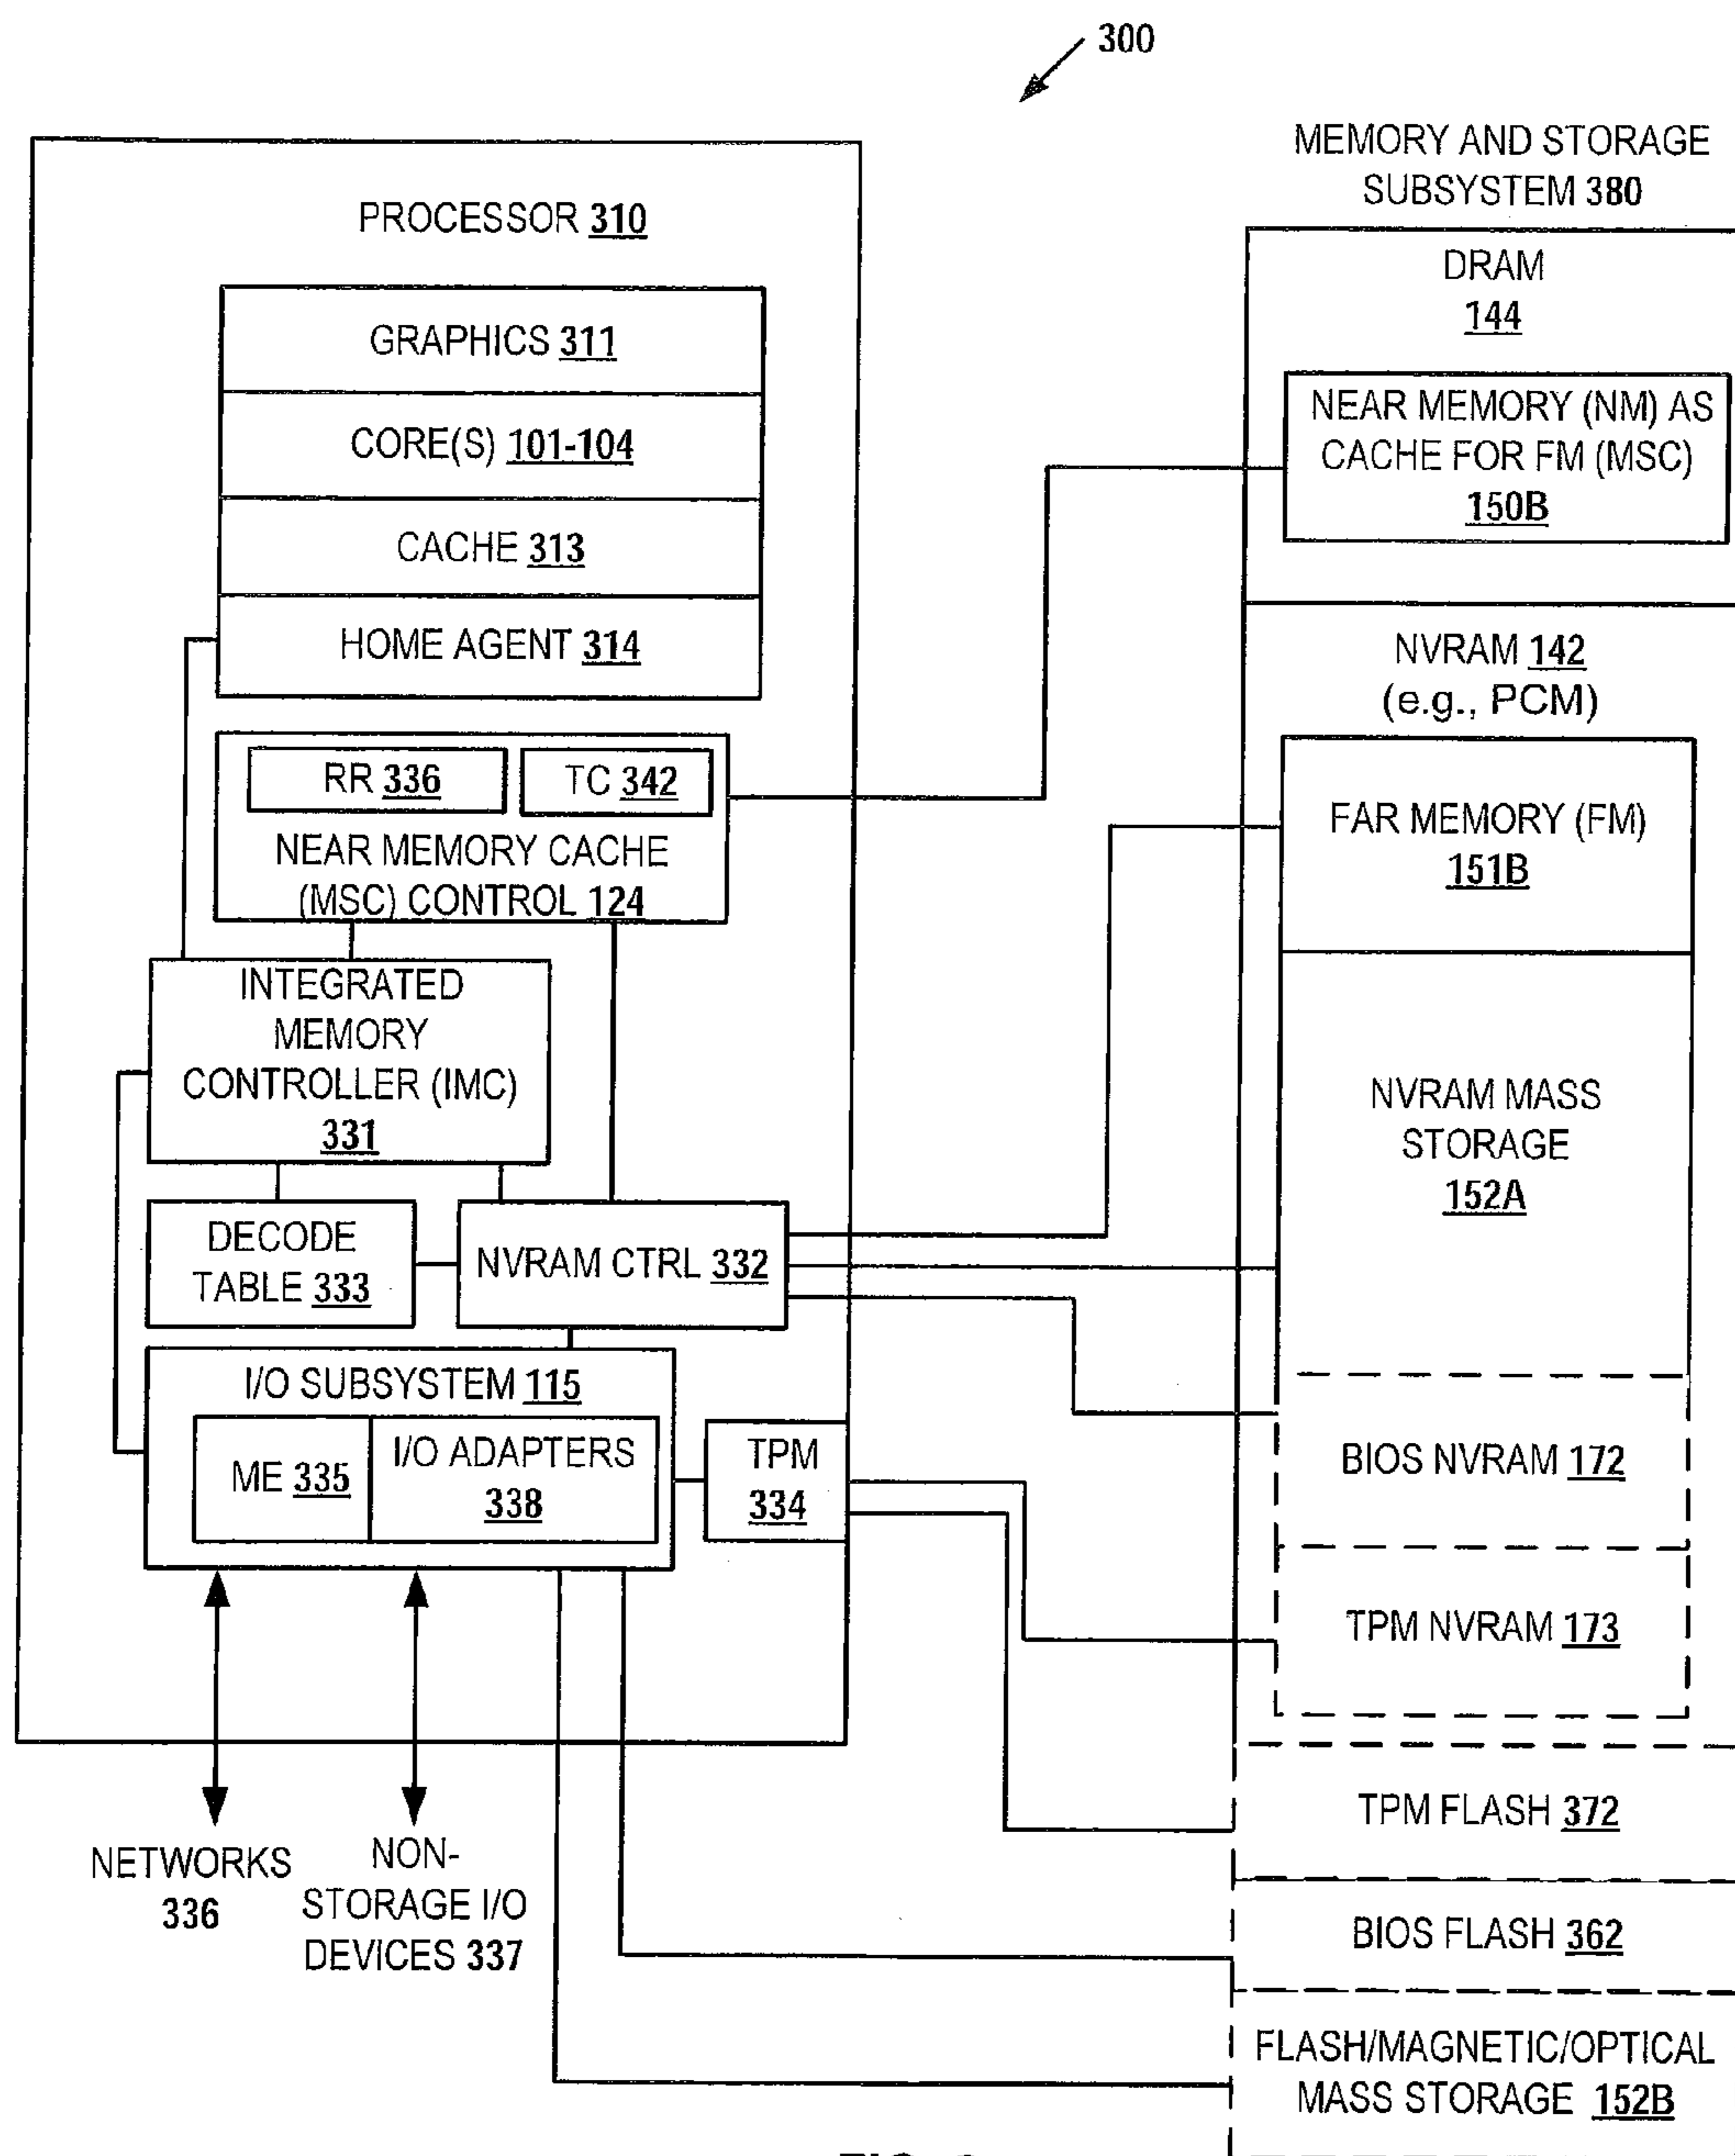 300
MEMORY AND STORAGE
SUBSYSTEM 380
PROCESSOR 310
GRAPHICS 311
CORE(S) 101-104
CACHE 313
HOME AGENT 314
RR 336
TC 342
NEAR MEMORY CACHE
(MSC) CONTROL 124
INTEGRATED
MEMORY
CONTROLLER (IMC)
331
DECODE
TABLE 333
NVRAM CTRL 332
I/O SUBSYSTEM 115
ME 335
I/O ADAPTERS
338
TPM
334
NETWORKS
336
NON-
STORAGE I/O
DEVICES 337
DRAM
144
NEAR MEMORY (NM) AS
CACHE FOR FM (MSC)
150B
NVRAM 142
(e.g., PCM)
FAR MEMORY (FM)
151B
NVRAM MASS
STORAGE
152A
BIOS NVRAM 172
TPM NVRAM 173
TPM FLASH 372
BIOS FLASH 362
FLASH/MAGNETIC/OPTICAL
MASS STORAGE 152B